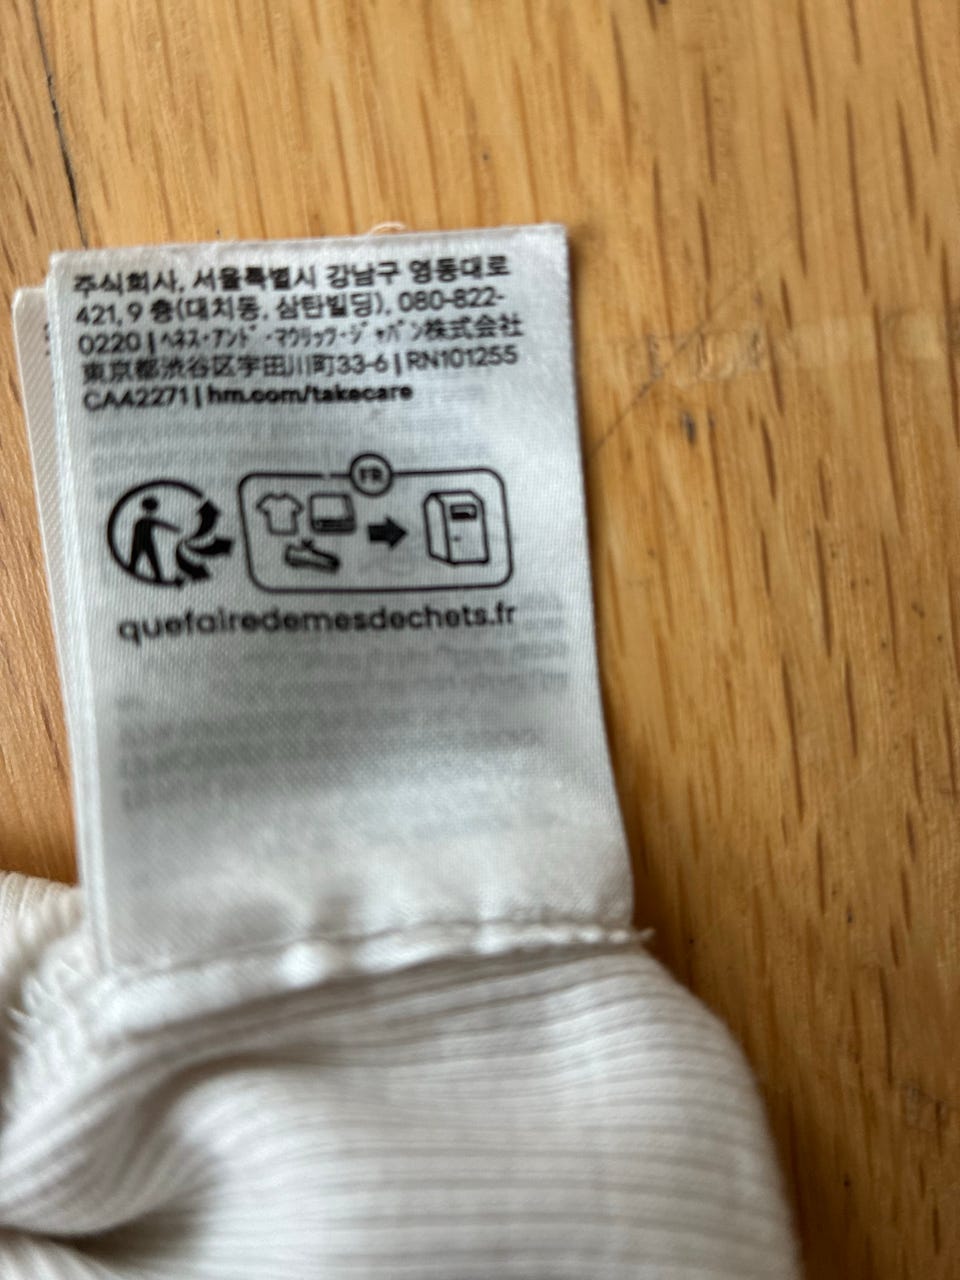 주식회사, 서울특별시 강남구 영동대로
421, 9 층(대치동, 삼탄빌딩), 080-822-
0220 | ヘネス・アンド・マウリッツ・ジャパン株式会社
東京都渋谷区宇田川町33-6 | RN101255
CA42271 | hm.com/takecare
FR
quefairedemesdechets.fr